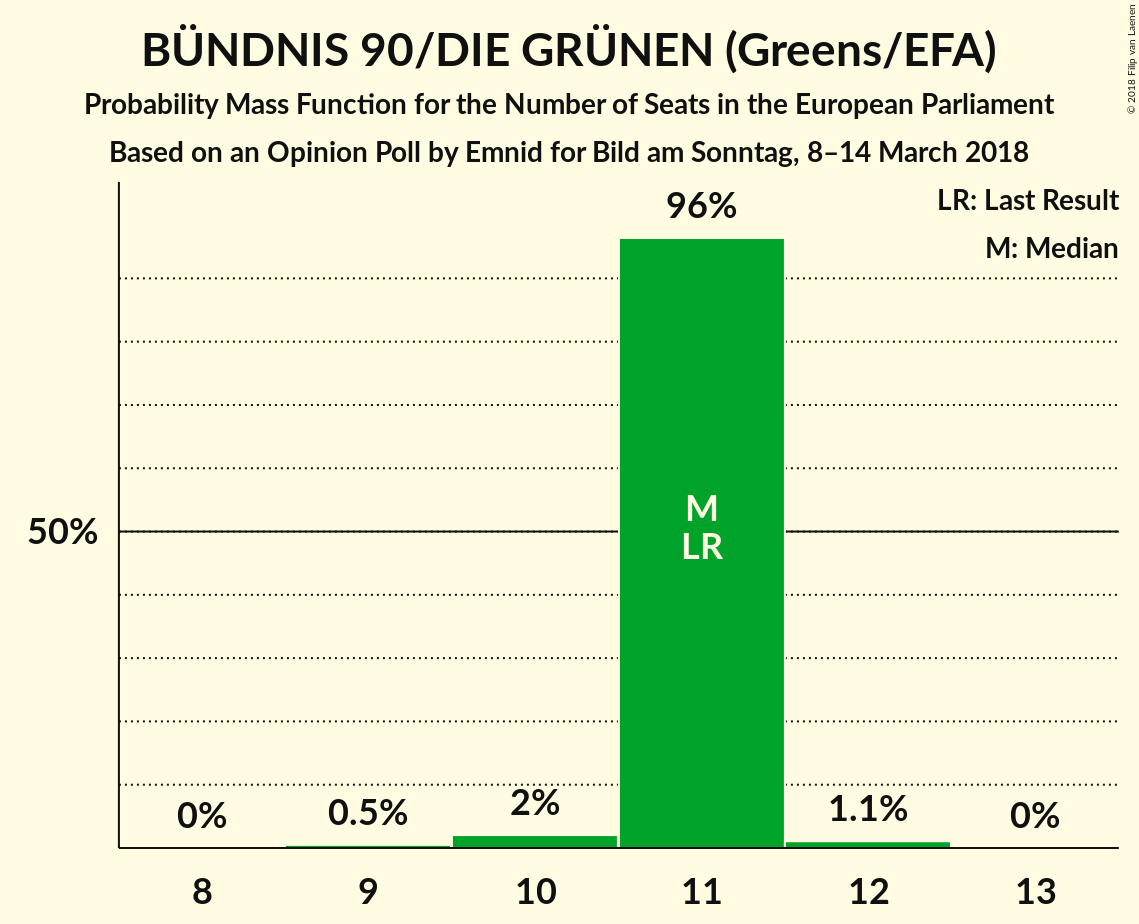 BÜNDNIS 90/DIE GRÜNEN (Greens/EFA)
Probability Mass Function for the Number of Seats in the European Parliament
Based on an Opinion Poll by Emnid for Bild am Sonntag, 8–14 March 2018
© 2018 Filip van Laenen
LR: Last Result
M: Median
96%
50%
M
LR
0%
0.5%
2%
1.1%
0%
8
9
10
11
12
13